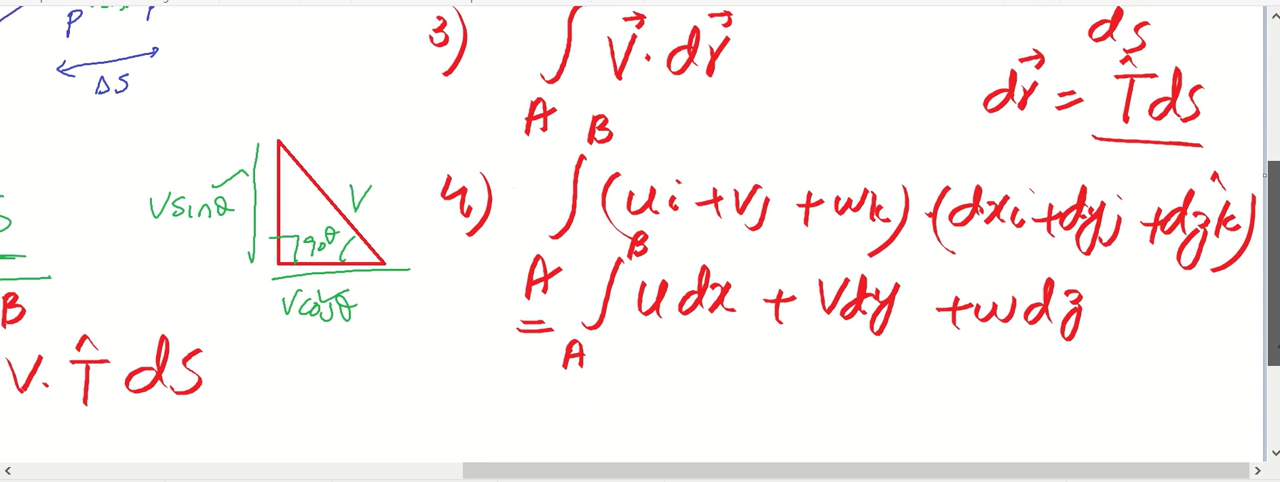 P
ΔS
3) ∫ V⃗ · dr⃗
A
ds
dr⃗ = T̂ ds
B
4) ∫ (ui + vj + wk) · (dxi + dyj + dzk̂)
A
B
= ∫ u dx + vdy + wdz
A
Vsinθ
V
90° θ
Vcosθ
B
V. T̂ ds